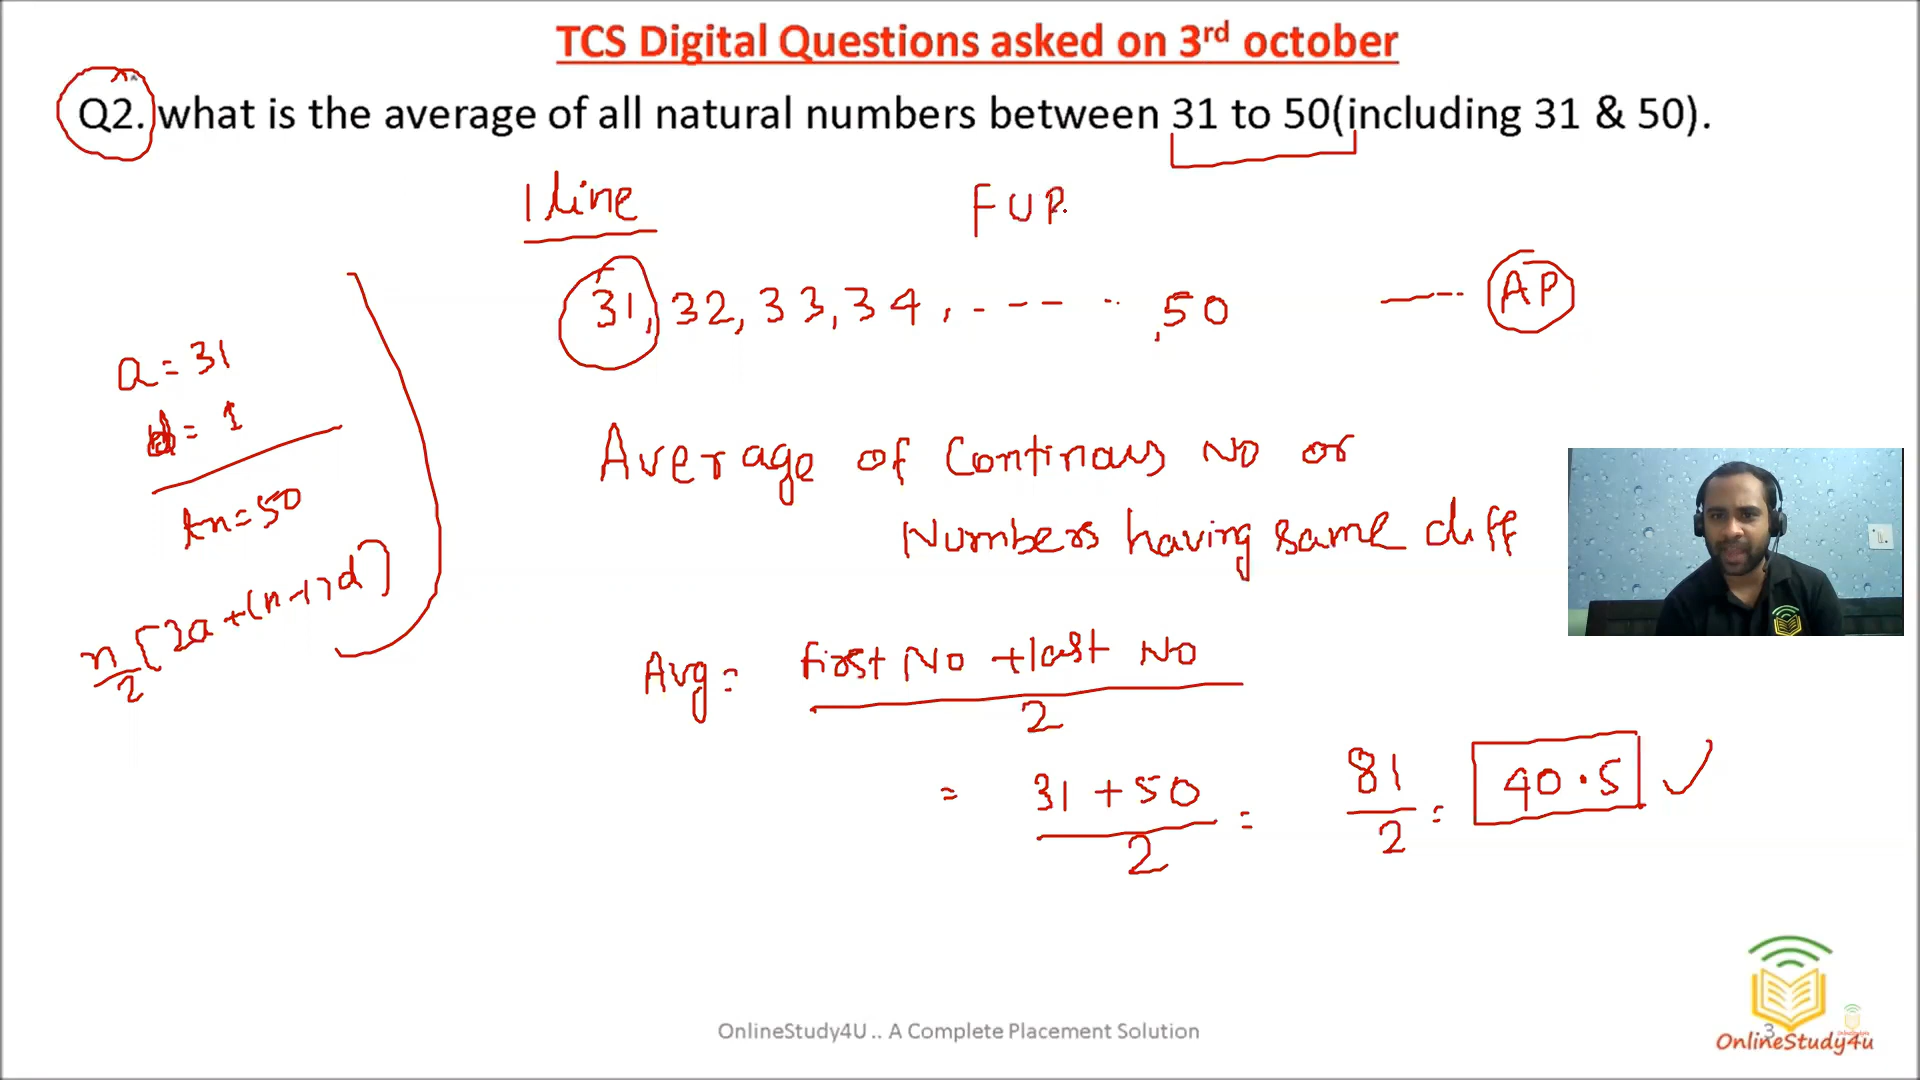 TCS Digital Questions asked on 3rd october
Q2. what is the average of all natural numbers between 31 to 50(including 31 & 50).
1 line
FUP.
31, 32, 33, 34, . - - - - - , 50 —--- AP
a = 31
d = 1
tn = 50
n/2 [2a + (n-1)d]
Average of Continous No or
Numbers having same diff
Avg = first No + last No
2
= 31 + 50 / 2 = 81 / 2 = 40.5 ✓
OnlineStudy4U .. A Complete Placement Solution
3
OnlineStudy4u